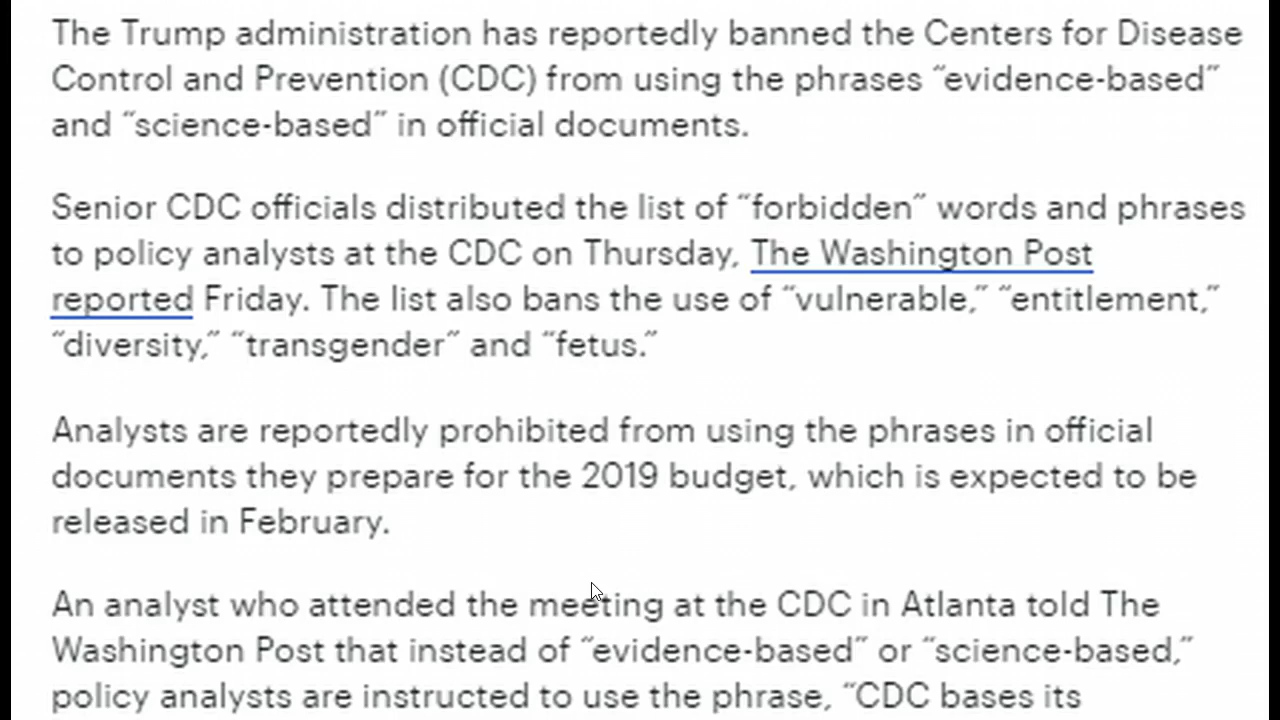 The Trump administration has reportedly banned the Centers for Disease
Control and Prevention (CDC) from using the phrases “evidence-based”
and “science-based” in official documents.
Senior CDC officials distributed the list of “forbidden” words and phrases
to policy analysts at the CDC on Thursday, The Washington Post
reported Friday. The list also bans the use of “vulnerable,” “entitlement,”
“diversity,” “transgender” and “fetus.”
Analysts are reportedly prohibited from using the phrases in official
documents they prepare for the 2019 budget, which is expected to be
released in February.
An analyst who attended the meeting at the CDC in Atlanta told The
Washington Post that instead of “evidence-based” or “science-based,”
policy analysts are instructed to use the phrase, “CDC bases its